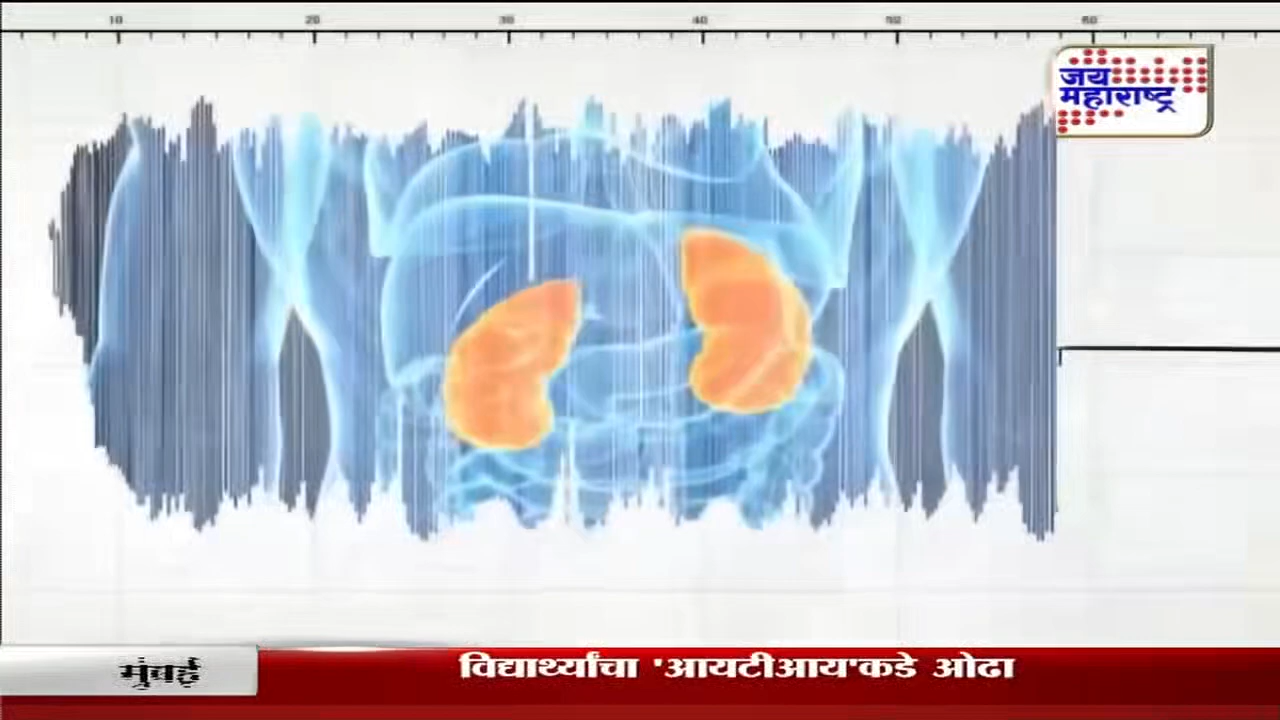 10 20 30 40 50 60
जय
महाराष्ट्र
मुंबई
विद्यार्थ्यांचा 'आयटीआय'कडे ओढा